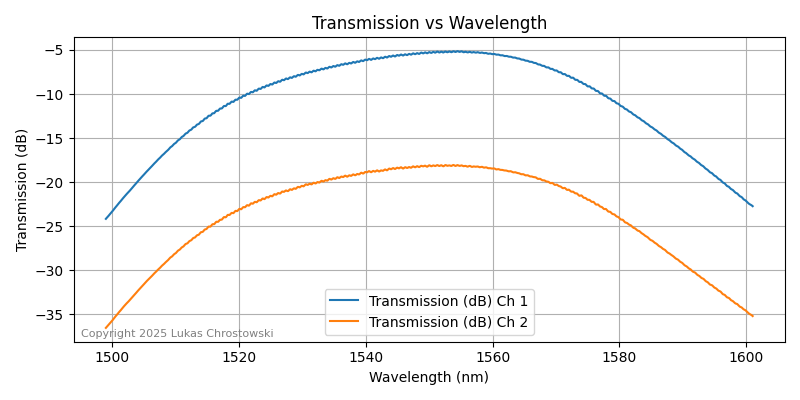 Transmission vs Wavelength
Transmission (dB)
−5
−10
−15
−20
−25
−30
−35
Transmission (dB) Ch 1
Transmission (dB) Ch 2
Copyright 2025 Lukas Chrostowski
1500 1520 1540 1560 1580 1600
Wavelength (nm)